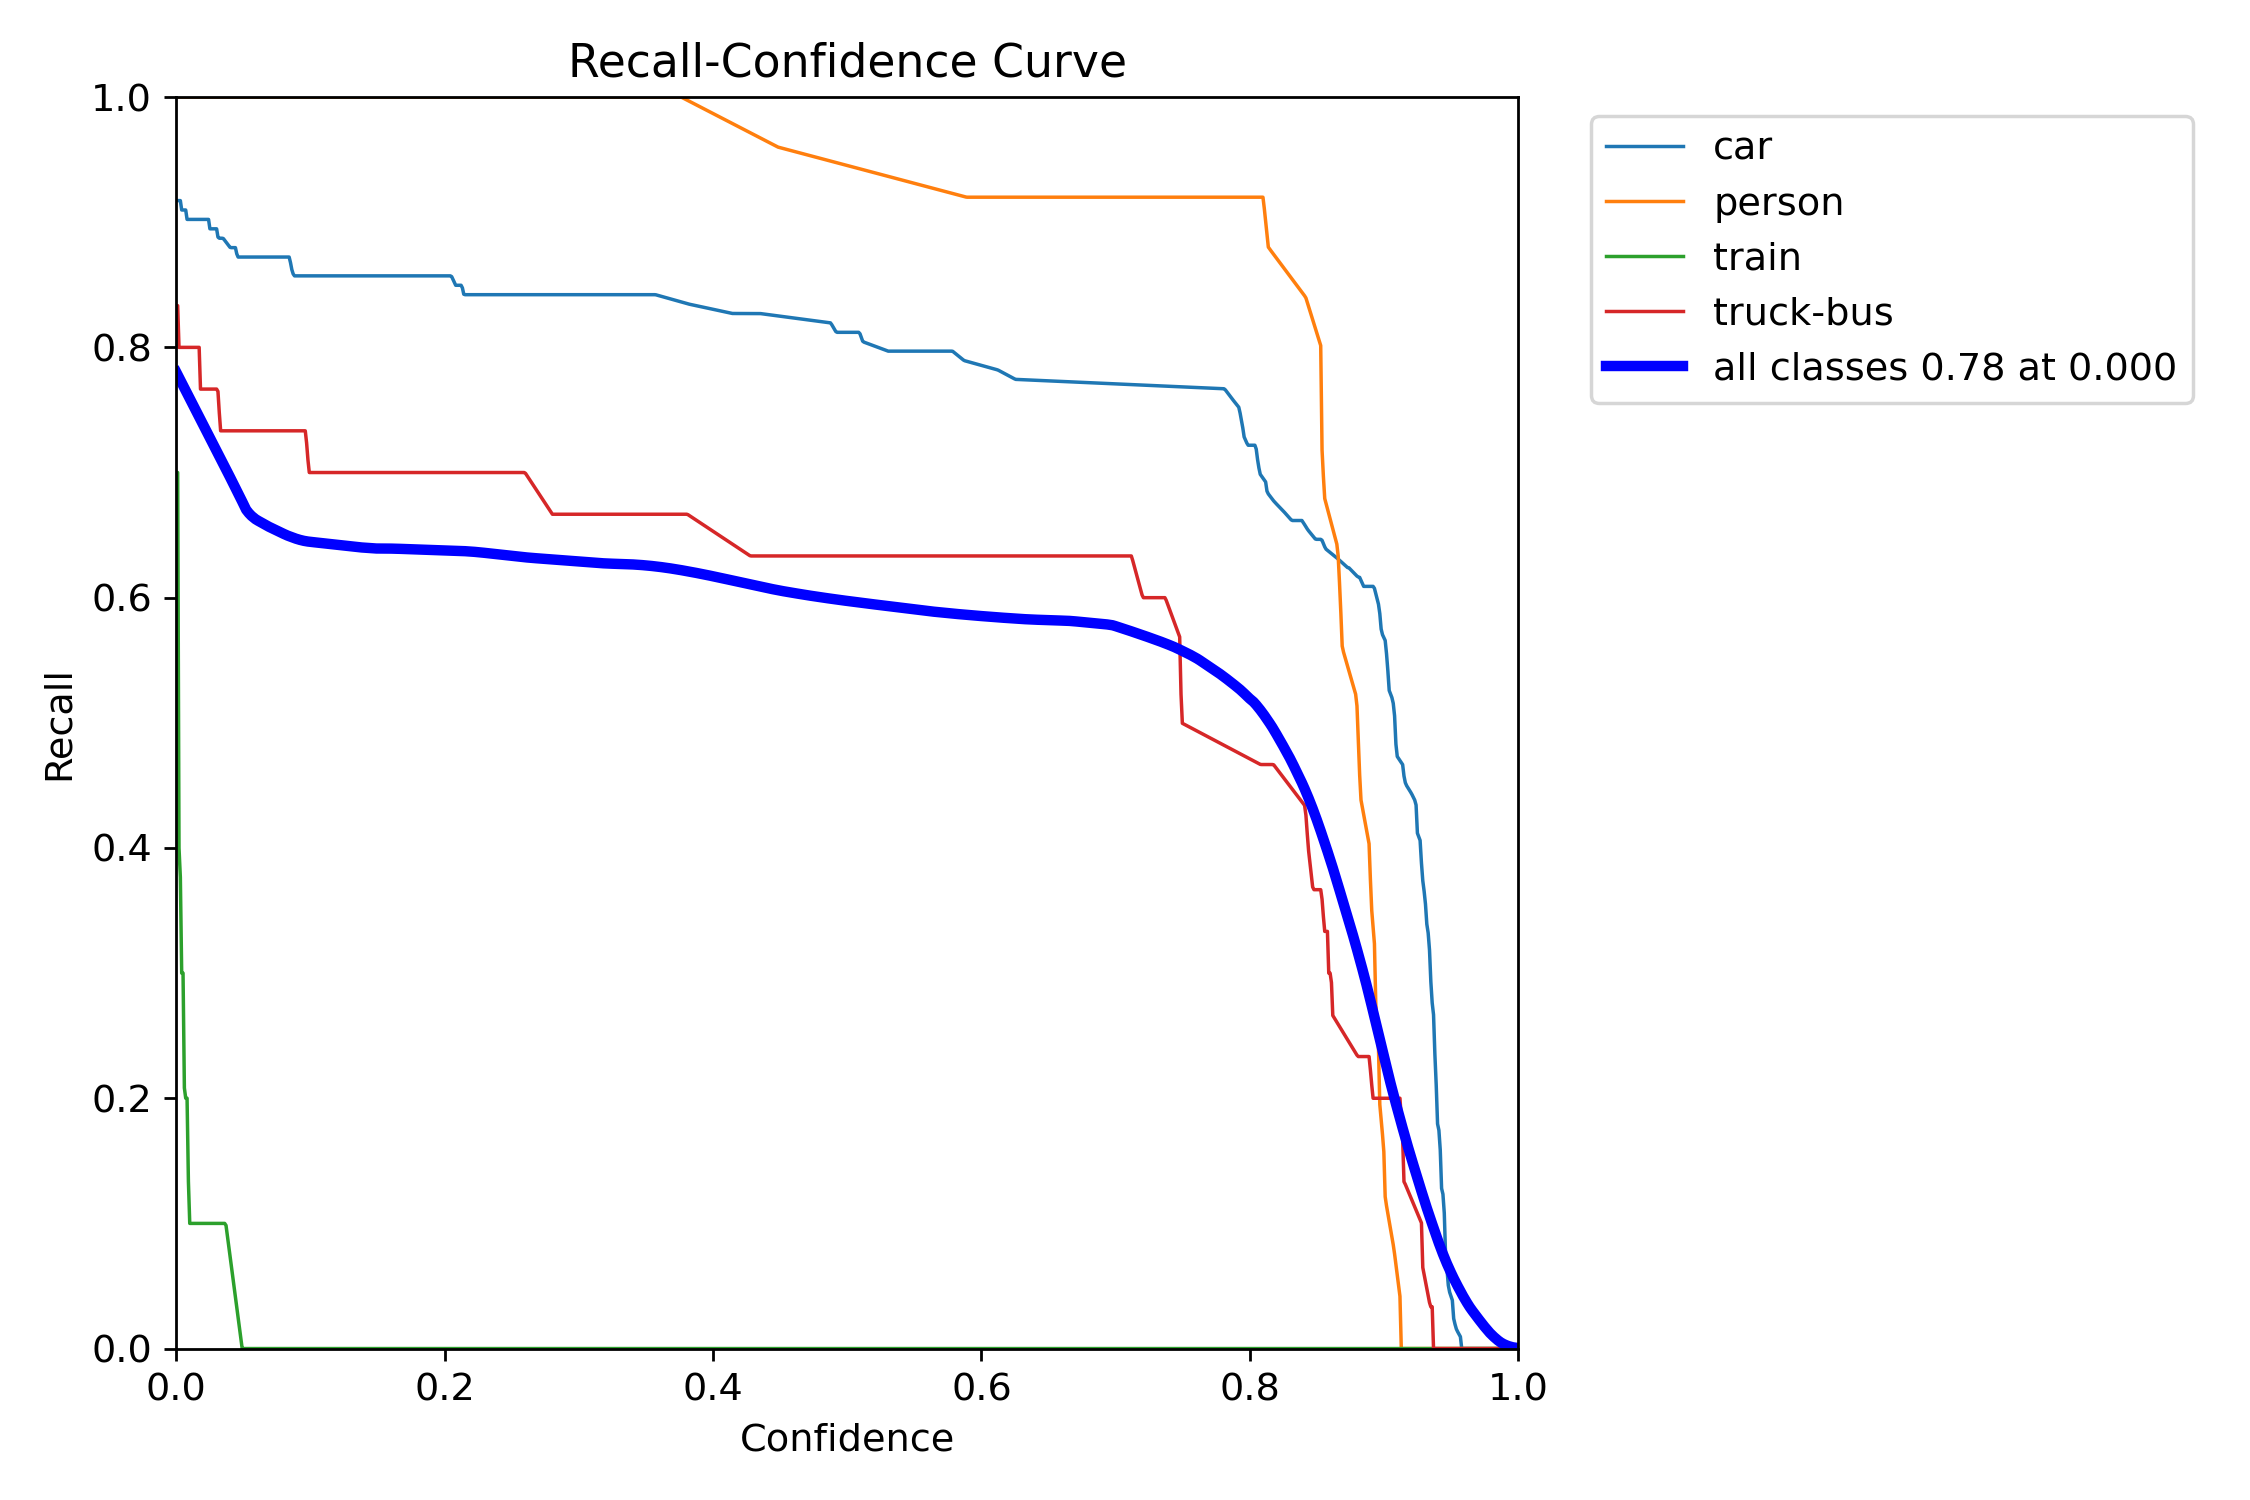 Recall-Confidence Curve
1.0
0.8
0.6
0.4
0.2
0.0
Recall
0.0 0.2 0.4 0.6 0.8 1.0
Confidence
car
person
train
truck-bus
all classes 0.78 at 0.000